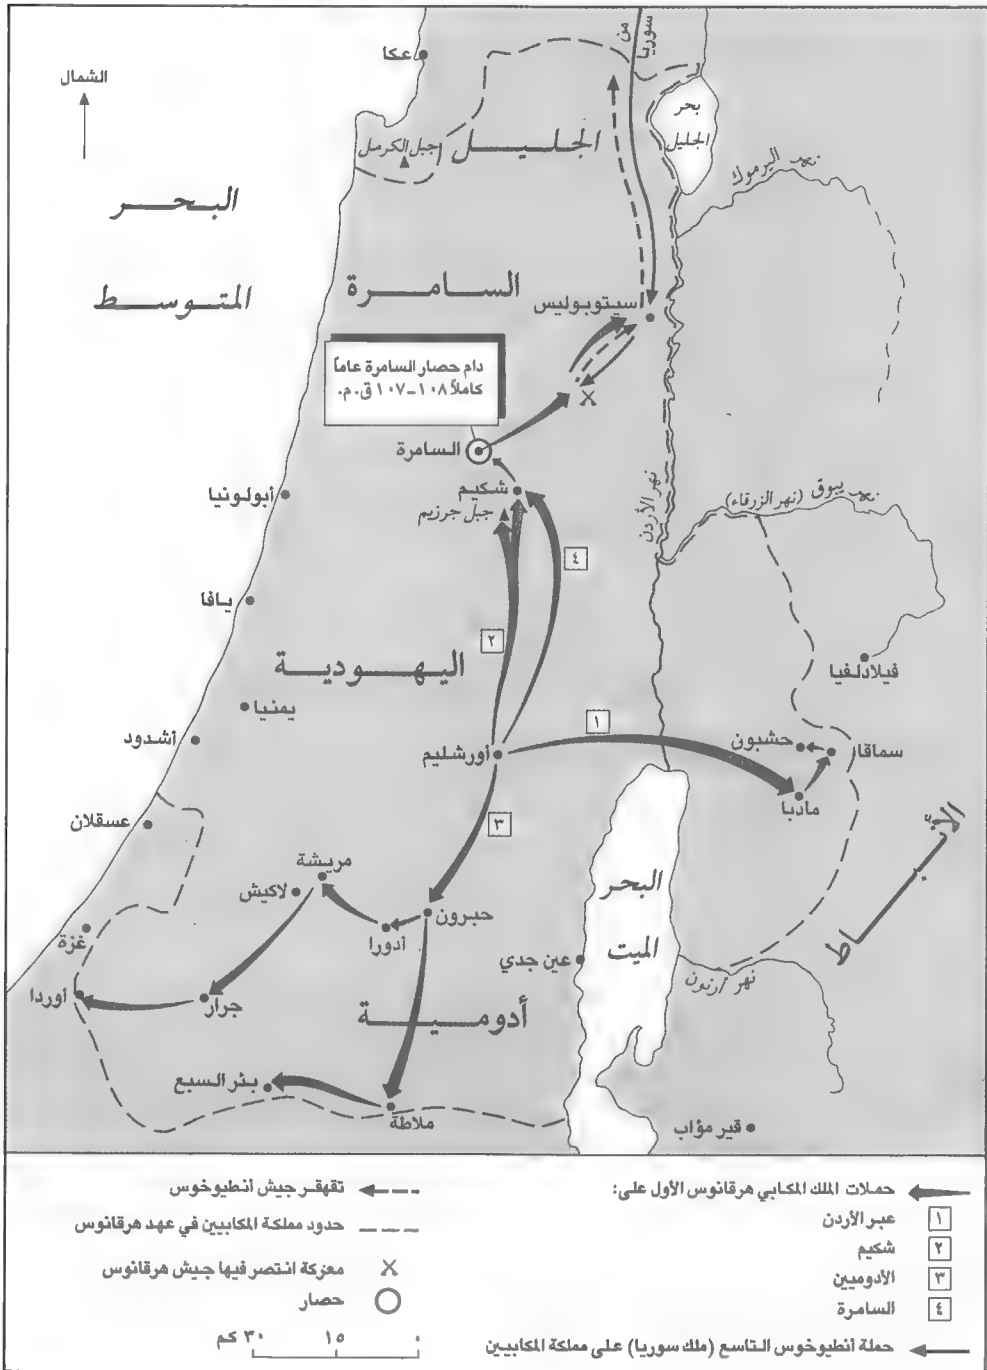 عكا
الشمال
من سوريا
بحر
الجليل
جبل الكرمل
الجليل
نهر اليرموك
البحر
المتوسط
السامرة
سيتوبوليس
دام حصار السامرة عاماً
كاملاً ١٠٨-١٠٧ ق.م.
السامرة
شكيم
جبل جرزيم
أبولونيا
نهر الأردن
نهر يبوق (نهر الزرقاء)
٤
يافا
٢
اليهودية
فيلادلفيا
يمنيا
١
أشدود
أورشليم
حشبون
سماقا
مادبا
عسقلان
٣
الأنباط
مريشة
لاكيش
البحر
الميت
حبرون
أدورا
غزة
عين جدي
نهر أرنون
أوردا
جرار
أدومية
بئر السبع
ملاطة
قير مؤاب
حملات الملك المكابي هرقانوس الأول على:
١ عبر الأردن
٢ شكيم
٣ الأدوميين
٤ السامرة
حملة أنطيوخوس التاسع (ملك سوريا) على مملكة المكابيين
تقهقر جيش انطيوخوس
حدود مملكة المكابيين في عهد هرقانوس
معركة انتصر فيها جيش هرقانوس
حصار
٠ ١٥ ٣٠ كم